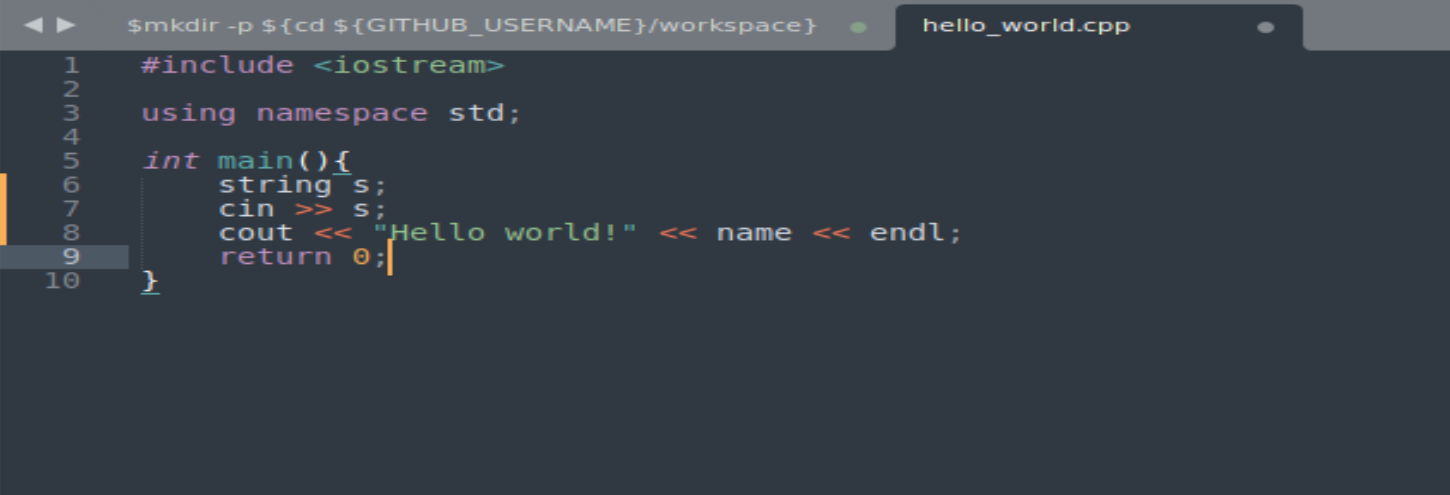 $mkdir -p ${cd ${GITHUB_USERNAME}/workspace} hello_world.cpp
1 #include <iostream>
2
3 using namespace std;
4
5 int main(){
6 string s;
7 cin >> s;
8 cout << "Hello world!" << name << endl;
9 return 0;
10 }